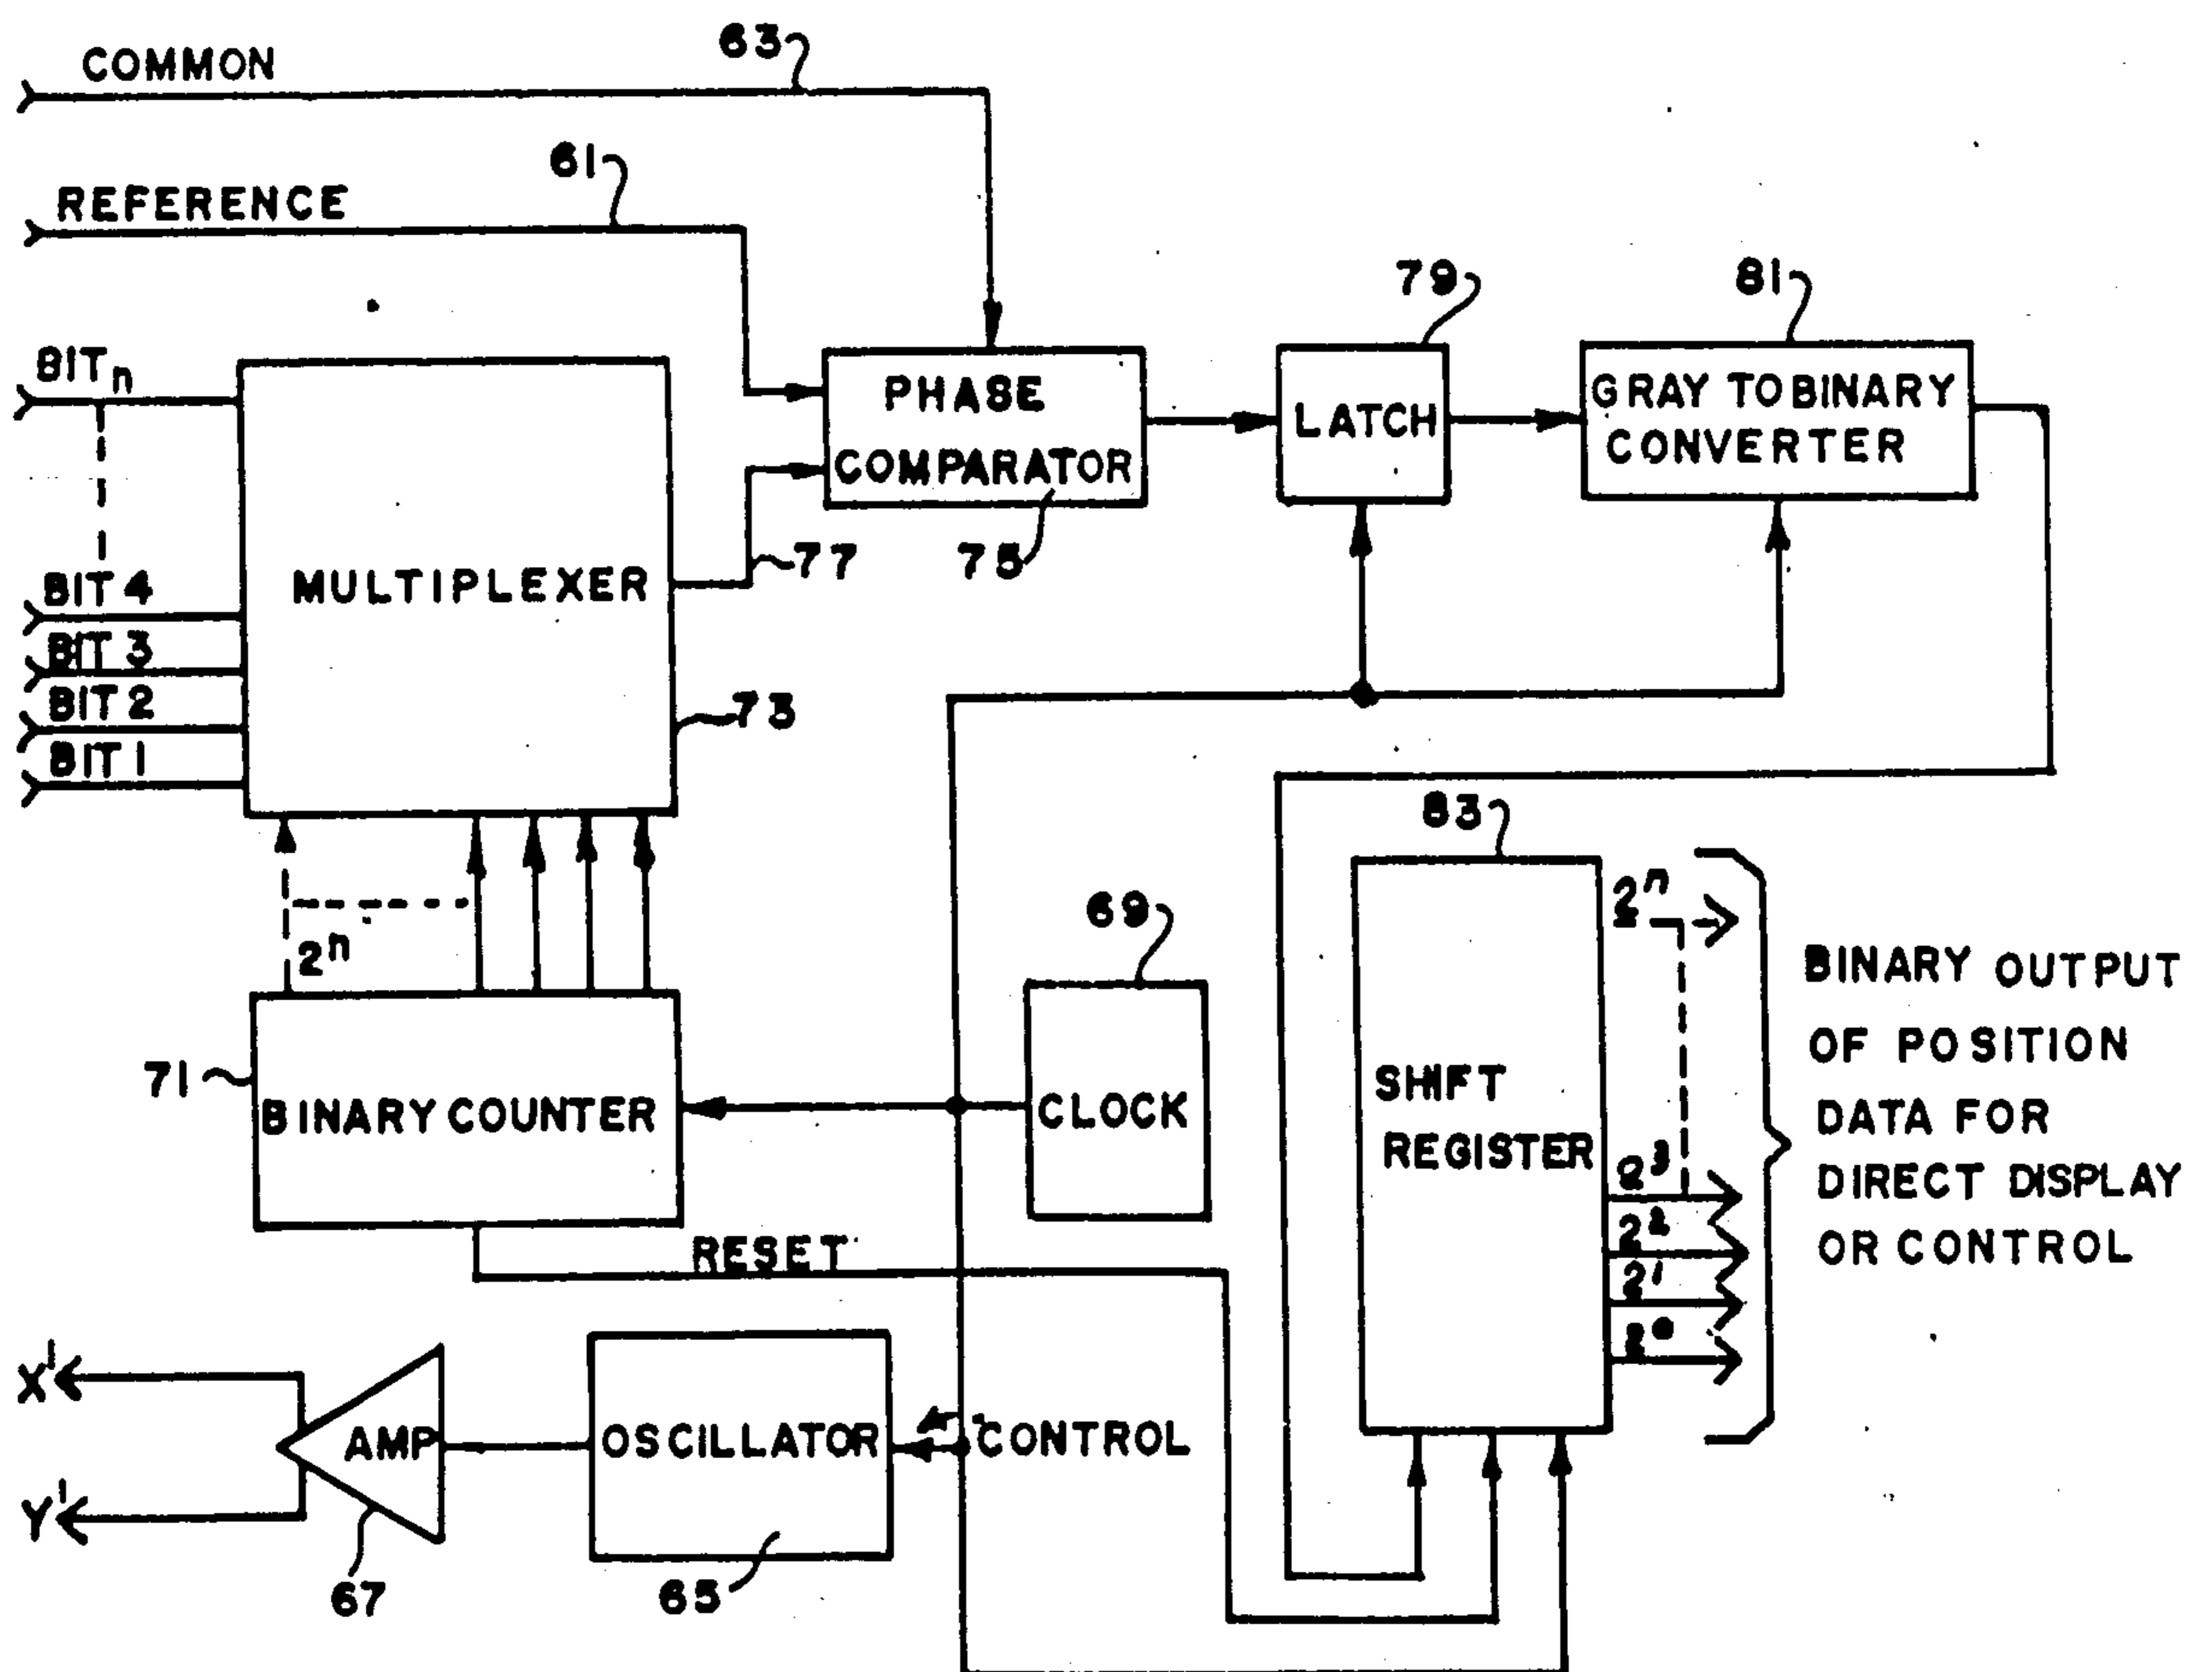 COMMON
63
REFERENCE
61
BITn
BIT 4
BIT 3
BIT 2
BIT 1
MULTIPLEXER
73
77
PHASE
COMPARATOR
75
LATCH
79
GRAY TO BINARY
CONVERTER
81
2ⁿ
71
BINARY COUNTER
RESET
69
CLOCK
83
SHIFT
REGISTER
2ⁿ
2³
2²
2¹
2⁰
BINARY OUTPUT
OF POSITION
DATA FOR
DIRECT DISPLAY
OR CONTROL
X'
Y'
AMP
67
OSCILLATOR
65
CONTROL